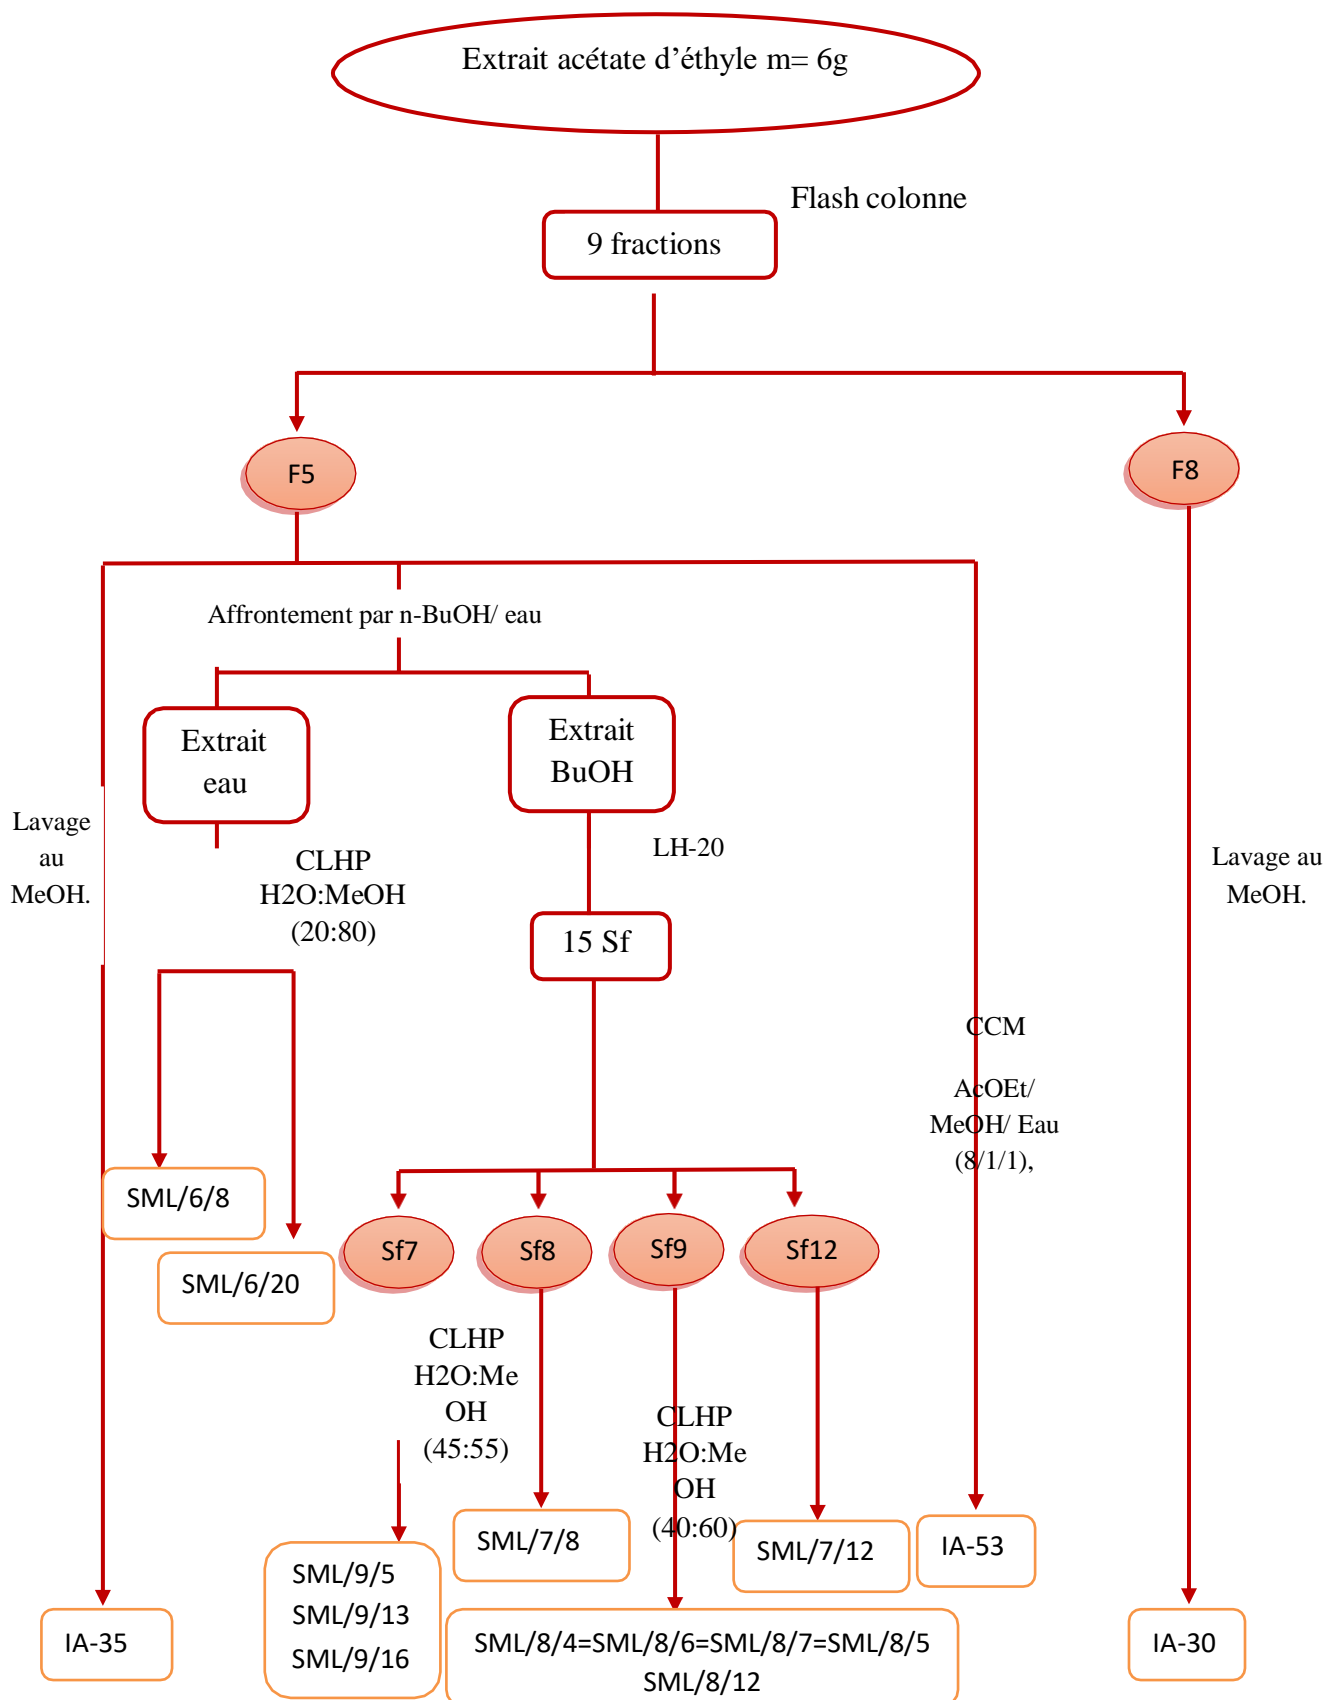 Extrait acétate d’éthyle m= 6g
Flash colonne
9 fractions
F5
F8
Affrontement par n-BuOH/ eau
Extrait
eau
Extrait
BuOH
Lavage
au
MeOH.
CLHP
H2O:MeOH
(20:80)
LH-20
Lavage au
MeOH.
15 Sf
CCM
AcOEt/
MeOH/ Eau
(8/1/1),
SML/6/8
SML/6/20
Sf7
Sf8
Sf9
Sf12
CLHP
H2O:Me
OH
(45:55)
CLHP
H2O:Me
OH
(40:60)
SML/7/8
SML/7/12
IA-53
SML/9/5
SML/9/13
SML/9/16
IA-35
SML/8/4=SML/8/6=SML/8/7=SML/8/5
SML/8/12
IA-30